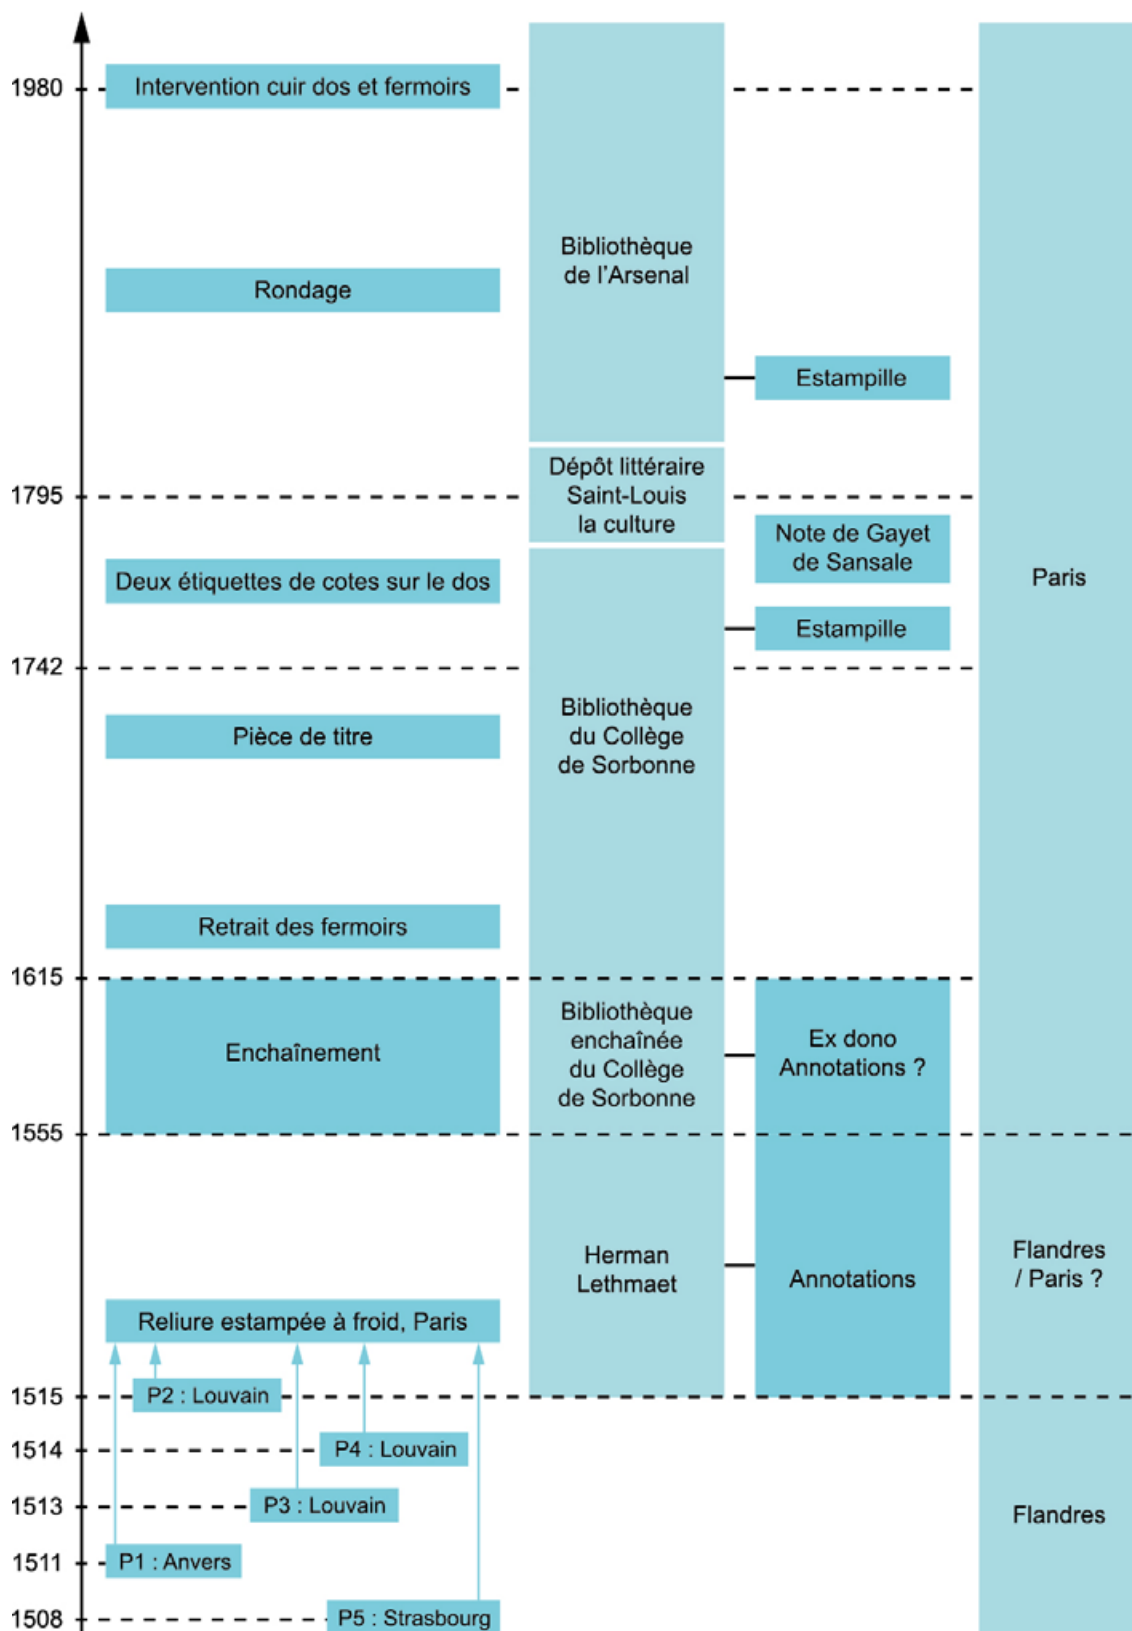 1980
Intervention cuir dos et fermoirs
Bibliothèque
de l'Arsenal
Rondage
Estampille
Dépôt littéraire
Saint-Louis
la culture
1795
Note de Gayet
de Sansale
Deux étiquettes de cotes sur le dos
Paris
Estampille
1742
Bibliothèque
du Collège
de Sorbonne
Pièce de titre
Retrait des fermoirs
1615
Bibliothèque
enchaînée
du Collège
de Sorbonne
Enchaînement
Ex dono
Annotations ?
1555
Herman
Lethmaet
Annotations
Flandres
/ Paris ?
Reliure estampée à froid, Paris
1515
P2 : Louvain
1514
P4 : Louvain
1513
P3 : Louvain
Flandres
1511
P1 : Anvers
1508
P5 : Strasbourg